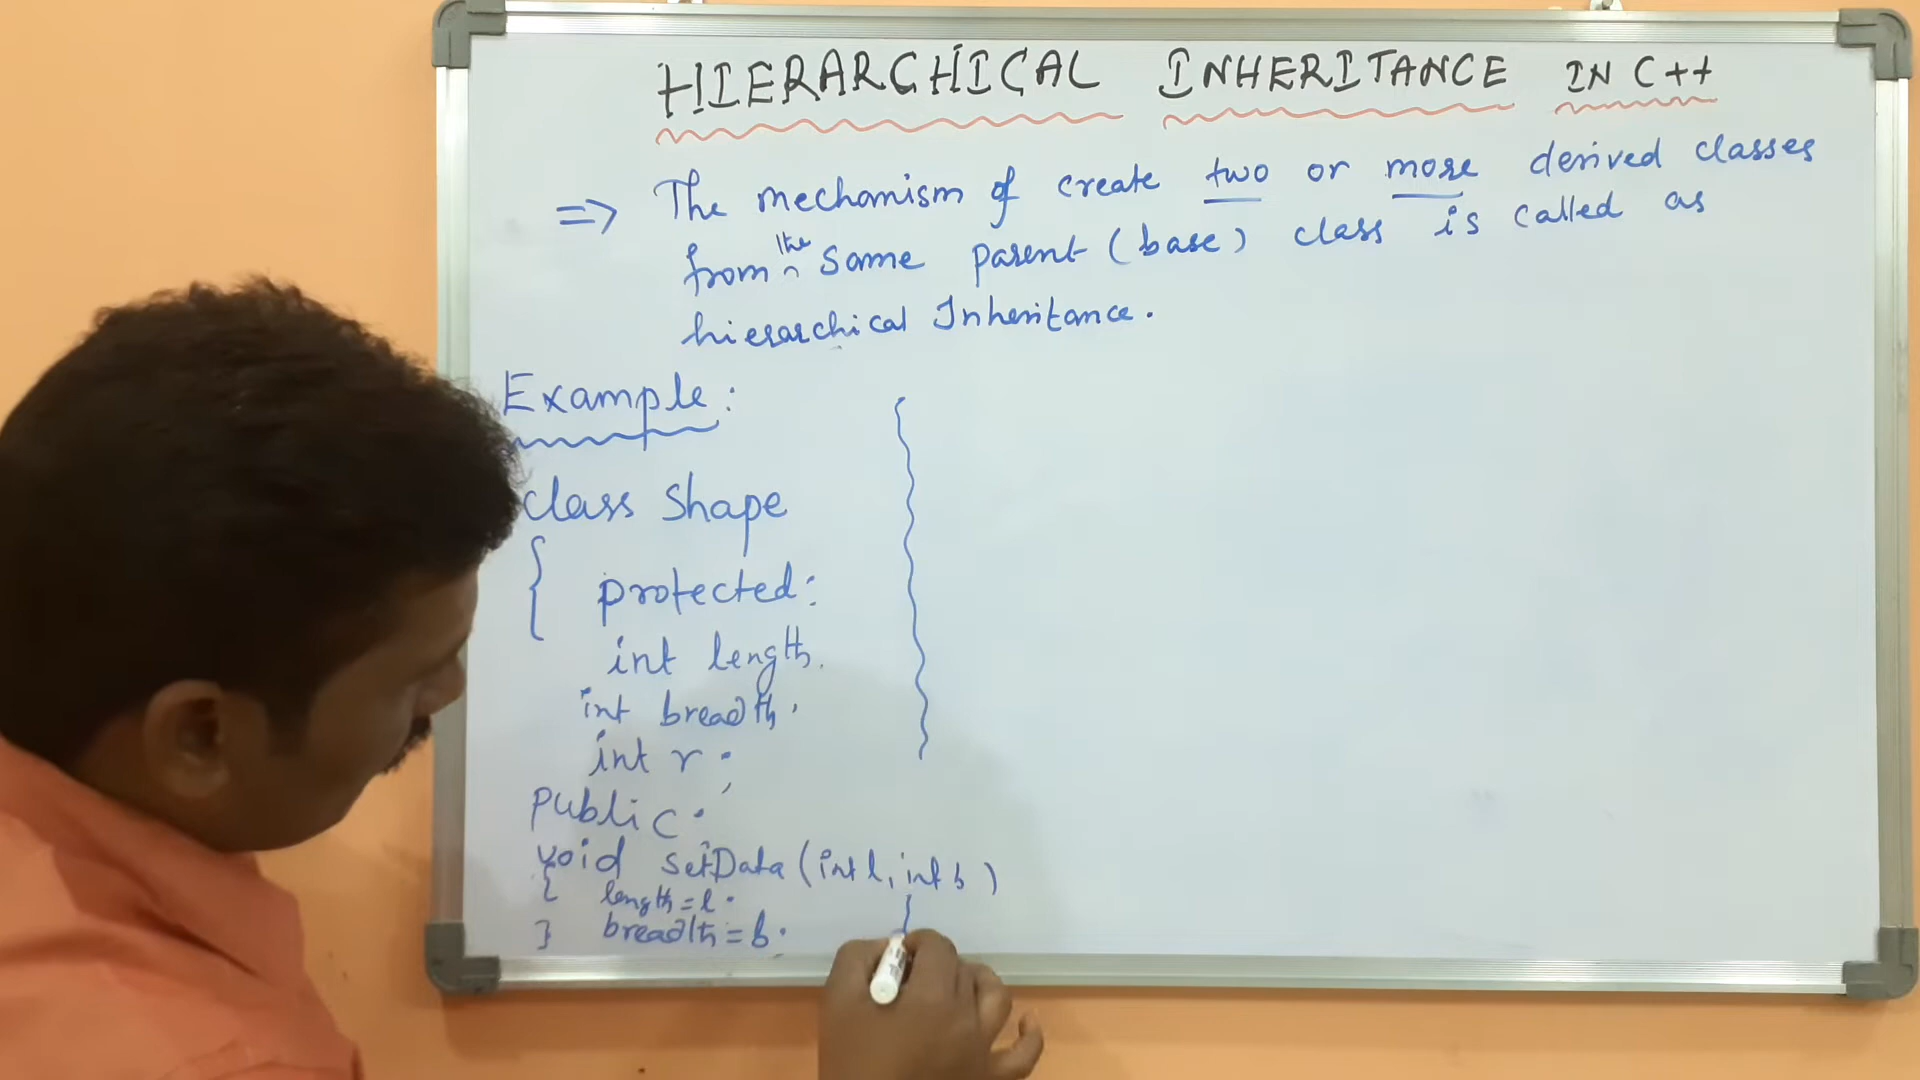 HIERARCHICAL INHERITANCE IN C++
=> The mechanism of create two or more derived classes
from the same parent (base) class is called as
hierarchical Inheritance.
Example:
class Shape
{ protected:
int length;
int breadth;
int r;
public:
void setData(int l, int b)
{ length = l;
} breadth = b;